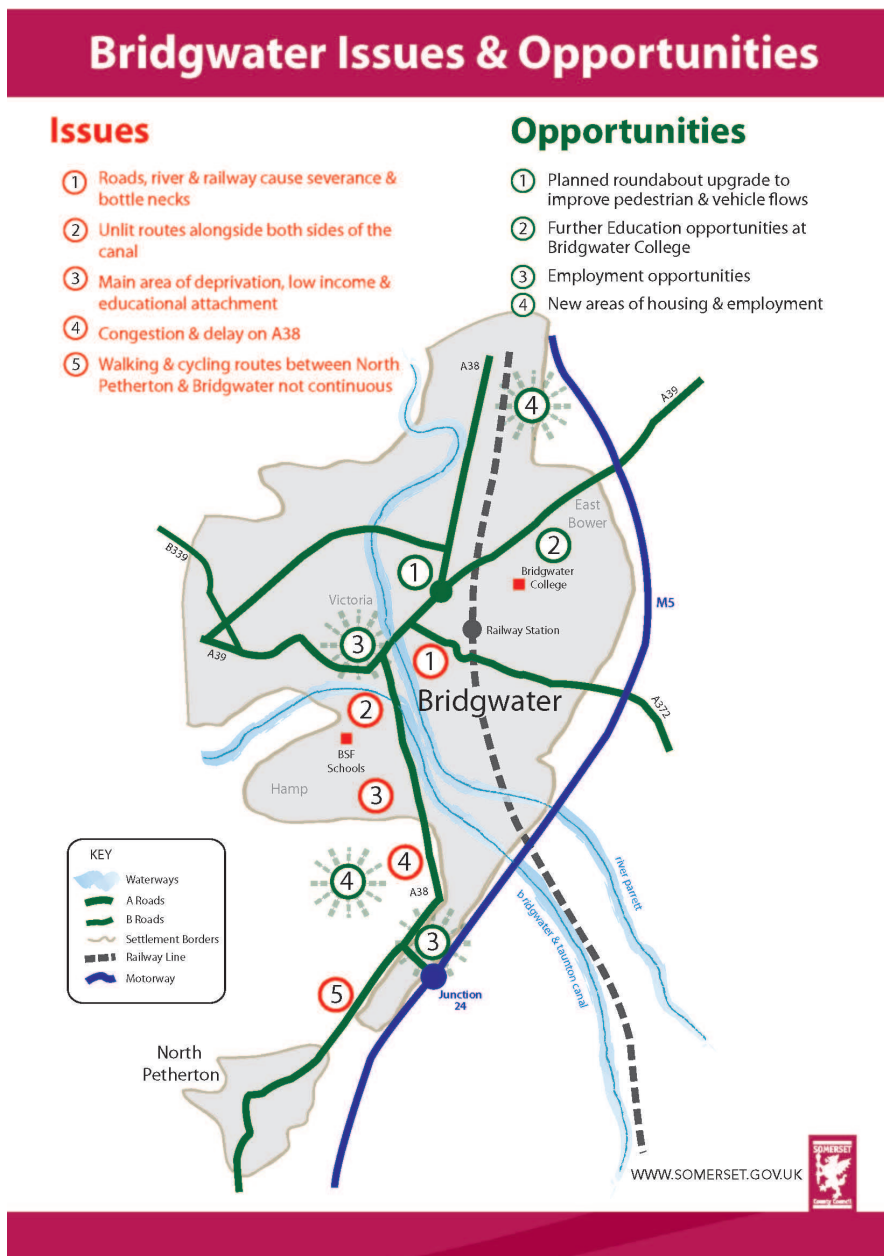 Bridgwater Issues & Opportunities
Issues
1 Roads, river & railway cause severance &
bottle necks
2 Unlit routes alongside both sides of the
canal
3 Main area of deprivation, low income &
educational attachment
4 Congestion & delay on A38
5 Walking & cycling routes between North
Petherton & Bridgwater not continuous
Opportunities
1 Planned roundabout upgrade to
improve pedestrian & vehicle flows
2 Further Education opportunities at
Bridgwater College
3 Employment opportunities
4 New areas of housing & employment
A38
4
A39
East
Bower
2
B339
1
Bridgwater
College
Victoria
M5
Railway Station
A39
3
1
Bridgwater
A372
2
BSF
Schools
Hamp
3
4
4
A38
river parrett
bridgwater & taunton canal
3
Junction
24
5
KEY
Waterways
A Roads
B Roads
Settlement Borders
Railway Line
Motorway
North
Petherton
WWW.SOMERSET.GOV.UK
SOMERSET
County Council